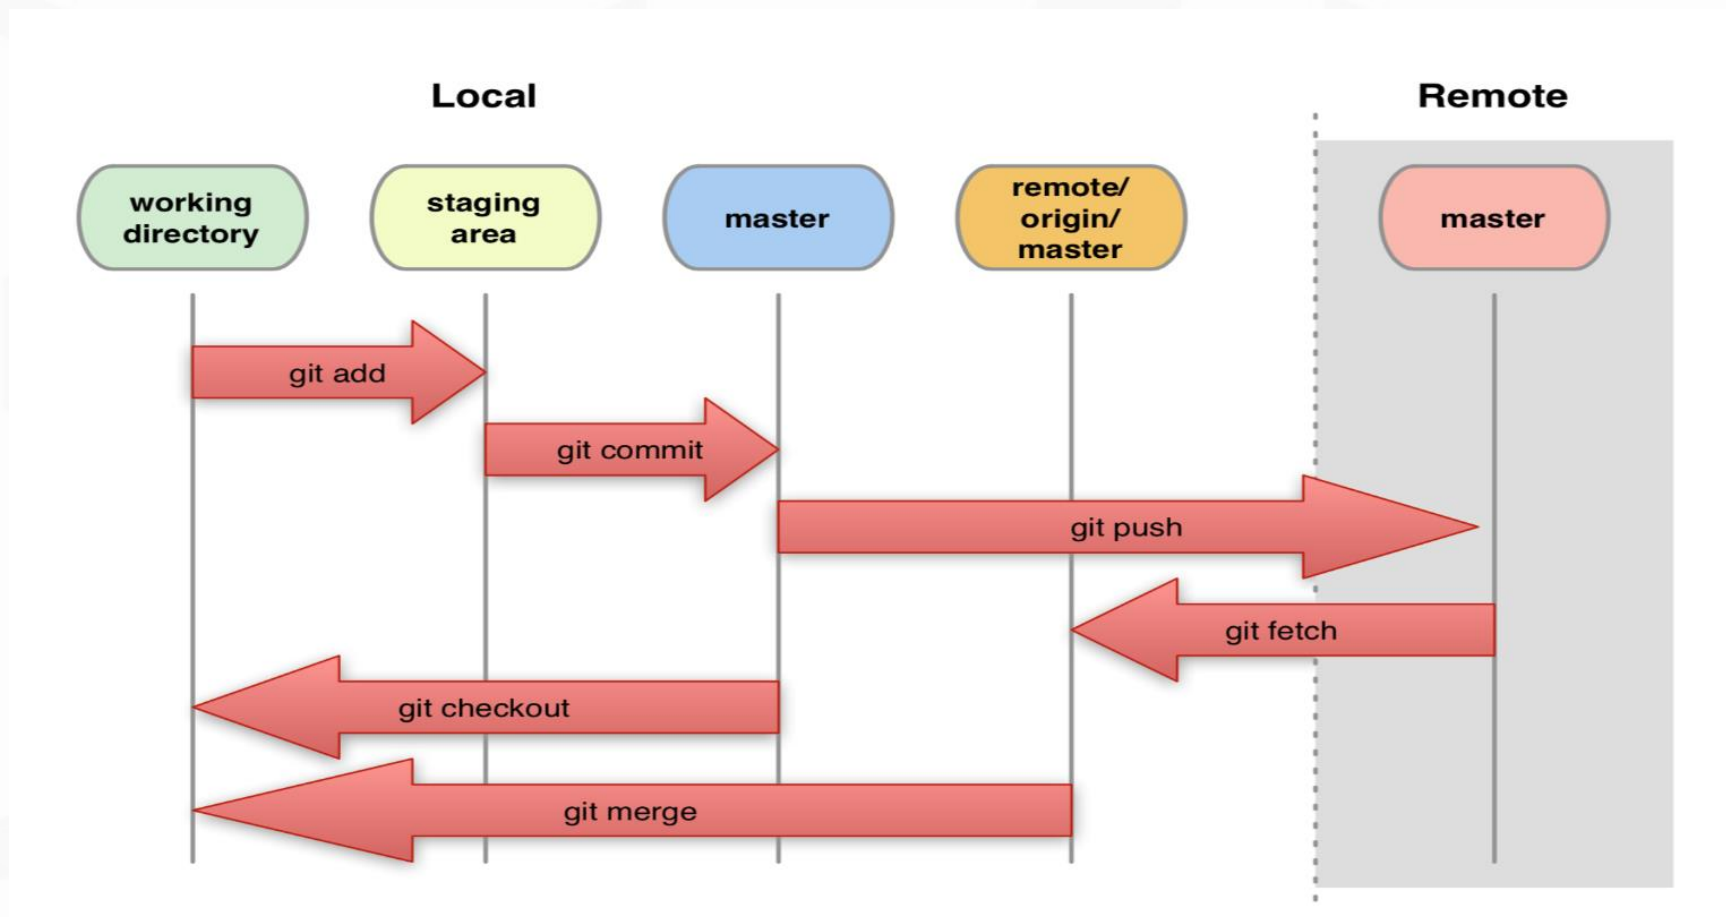 Local
Remote
working
directory
staging
area
master
remote/
origin/
master
master
git add
git commit
git push
git fetch
git checkout
git merge